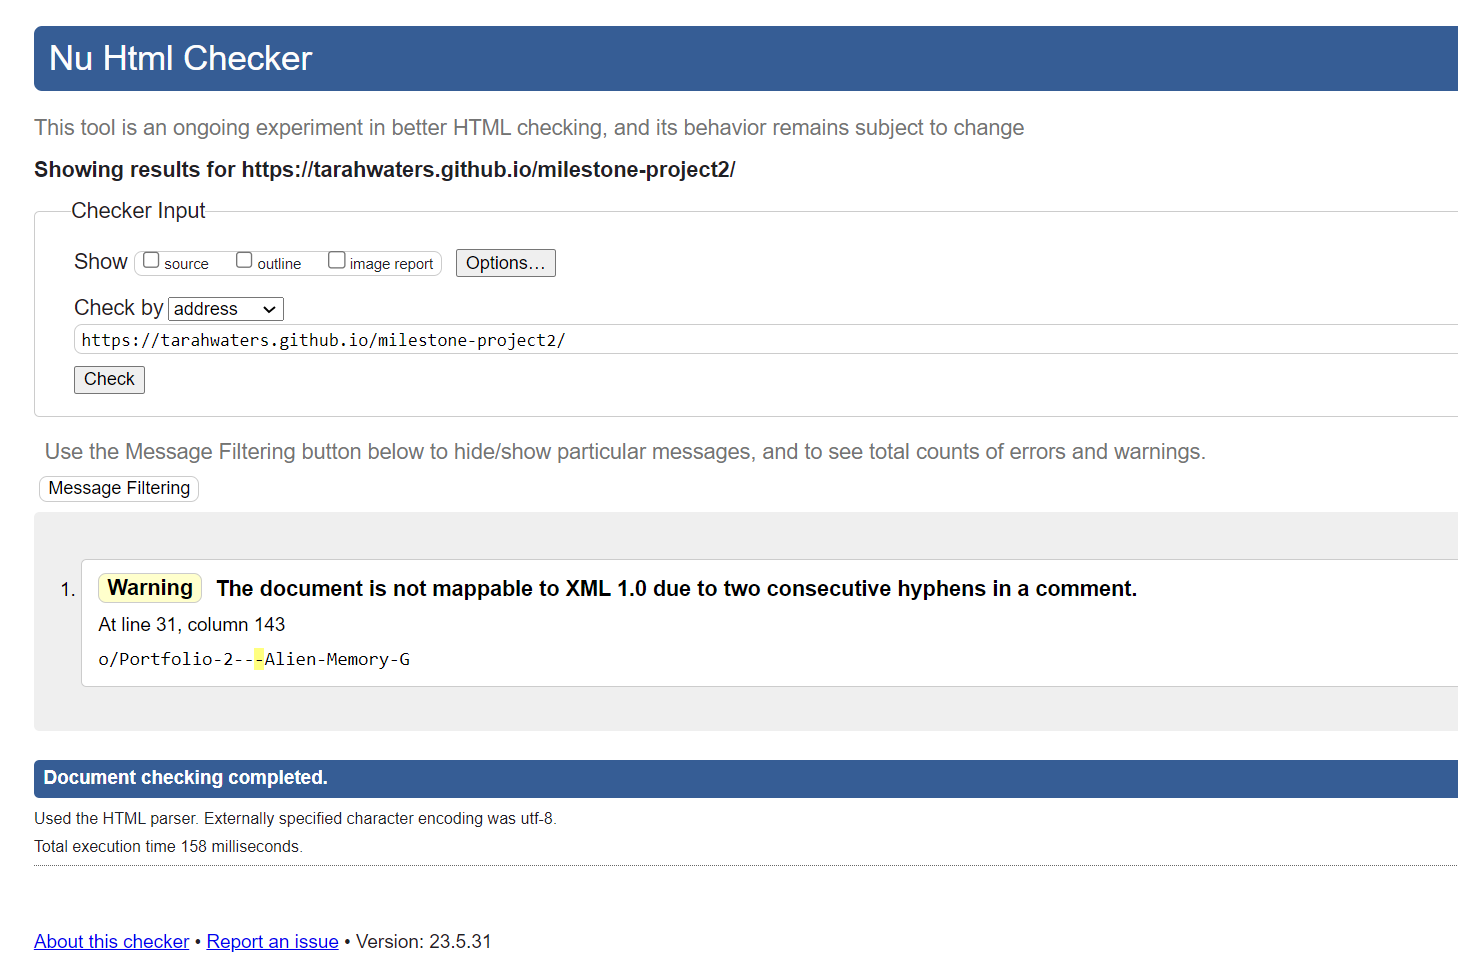 Nu Html Checker
This tool is an ongoing experiment in better HTML checking, and its behavior remains subject to change
Showing results for https://tarahwaters.github.io/milestone-project2/
Checker Input
Show source outline image report Options...
Check by address
https://tarahwaters.github.io/milestone-project2/
Check
Use the Message Filtering button below to hide/show particular messages, and to see total counts of errors and warnings.
Message Filtering
1. Warning The document is not mappable to XML 1.0 due to two consecutive hyphens in a comment.
At line 31, column 143
o/Portfolio-2---Alien-Memory-G
Document checking completed.
Used the HTML parser. Externally specified character encoding was utf-8.
Total execution time 158 milliseconds.
About this checker • Report an issue • Version: 23.5.31